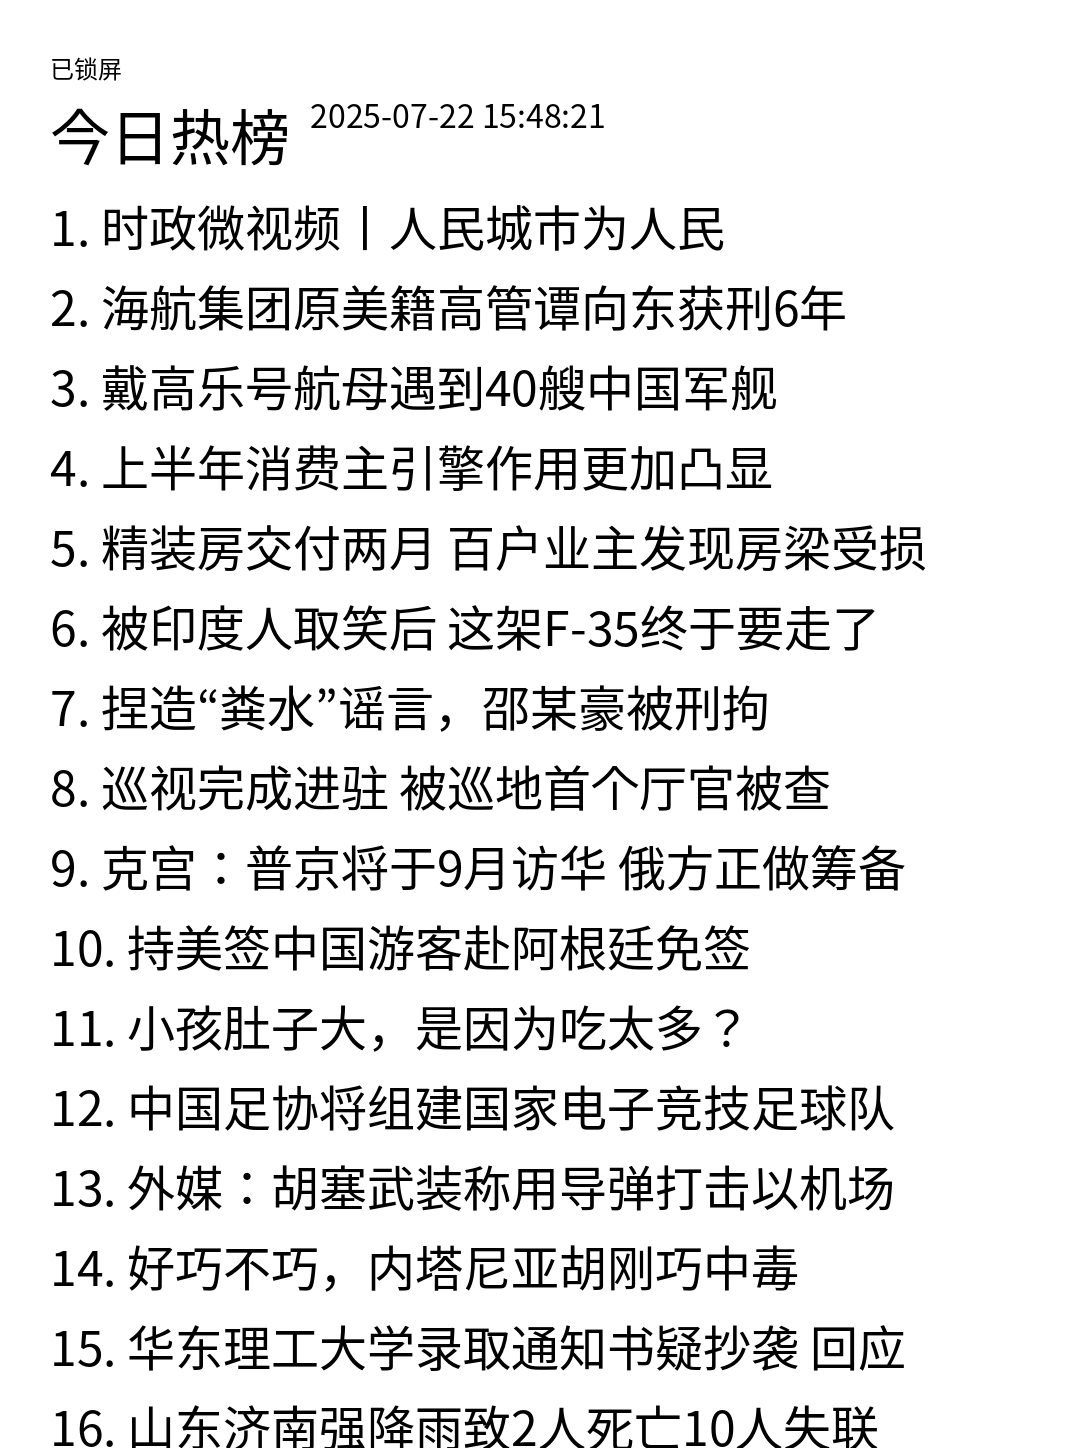 已锁屏
今日热榜 2025-07-22 15:48:21
1. 时政微视频丨人民城市为人民
2. 海航集团原美籍高管谭向东获刑6年
3. 戴高乐号航母遇到40艘中国军舰
4. 上半年消费主引擎作用更加凸显
5. 精装房交付两月 百户业主发现房梁受损
6. 被印度人取笑后 这架F-35终于要走了
7. 捏造“粪水”谣言，邵某豪被刑拘
8. 巡视完成进驻 被巡地首个厅官被查
9. 克宫：普京将于9月访华 俄方正做筹备
10. 持美签中国游客赴阿根廷免签
11. 小孩肚子大，是因为吃太多？
12. 中国足协将组建国家电子竞技足球队
13. 外媒：胡塞武装称用导弹打击以机场
14. 好巧不巧，内塔尼亚胡刚巧中毒
15. 华东理工大学录取通知书疑抄袭 回应
16. 山东济南强降雨致2人死亡10人失联